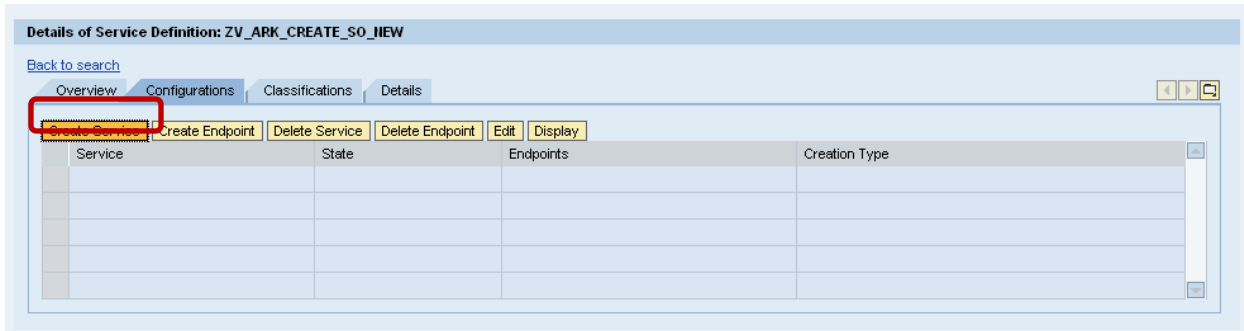 Details of Service Definition: ZV_ARK_CREATE_SO_NEW
Back to search
Overview Configurations Classifications Details
Create Service Create Endpoint Delete Service Delete Endpoint Edit Display
Service State Endpoints Creation Type